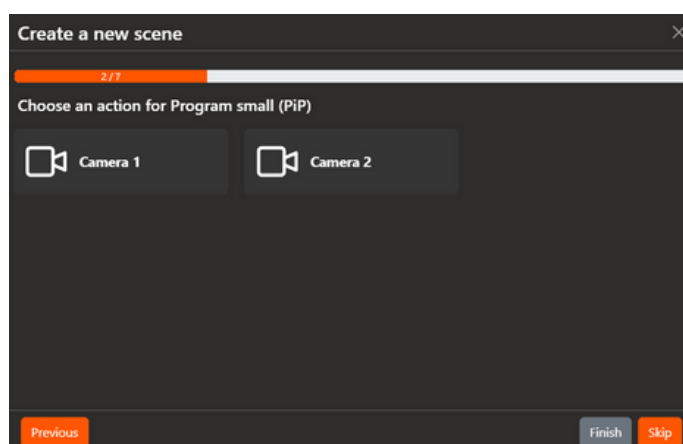 Create a new scene
2/7
Choose an action for Program small (PiP)
Camera 1
Camera 2
Previous
Finish
Skip